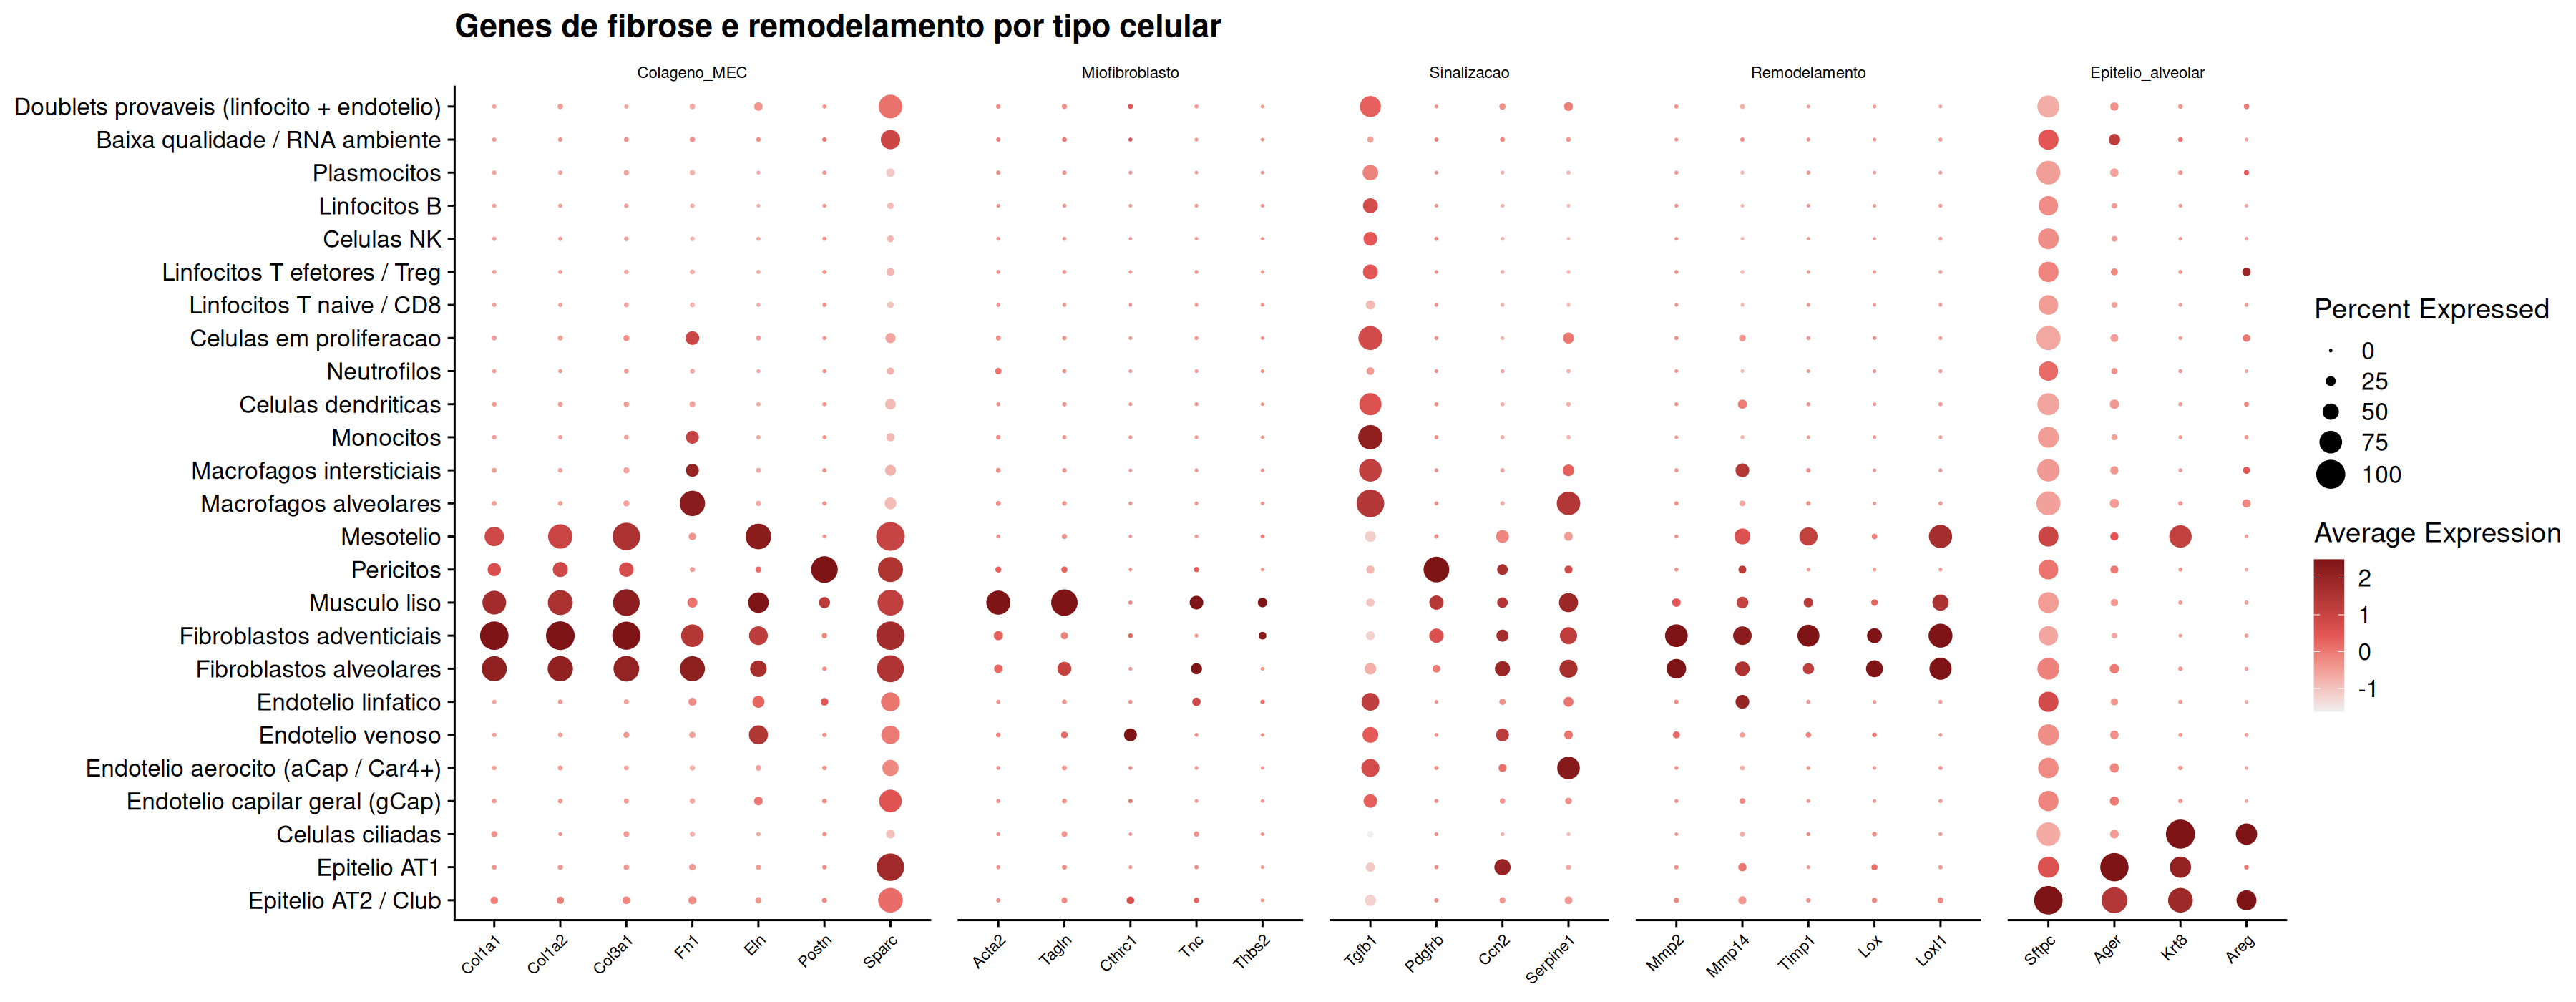 Genes de fibrose e remodelamento por tipo celular
Colageno_MEC
Miofibroblasto
Sinalizacao
Remodelamento
Epitelio_alveolar
Doublets provaveis (linfocito + endotelio)
Baixa qualidade / RNA ambiente
Plasmocitos
Linfocitos B
Celulas NK
Linfocitos T efetores / Treg
Linfocitos T naive / CD8
Celulas em proliferacao
Neutrofilos
Celulas dendriticas
Monocitos
Macrofagos intersticiais
Macrofagos alveolares
Mesotelio
Pericitos
Musculo liso
Fibroblastos adventiciais
Fibroblastos alveolares
Endotelio linfatico
Endotelio venoso
Endotelio aerocito (aCap / Car4+)
Endotelio capilar geral (gCap)
Celulas ciliadas
Epitelio AT1
Epitelio AT2 / Club
Col1a1
Col1a2
Col3a1
Fn1
Eln
Postn
Sparc
Acta2
Tagln
Cthrc1
Tnc
Thbs2
Tgfb1
Pdgfrb
Ccn2
Serpine1
Mmp2
Mmp14
Timp1
Lox
Loxl1
Sftpc
Ager
Krt8
Areg
Percent Expressed
0
25
50
75
100
Average Expression
2
1
0
-1